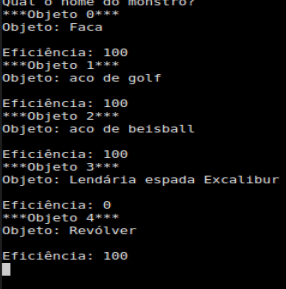 Qual o nome do monstro?
***Objeto 0***
Objeto: Faca
Eficiência: 100
***Objeto 1***
Objeto: aco de golf
Eficiência: 100
***Objeto 2***
Objeto: aco de beisball
Eficiência: 100
***Objeto 3***
Objeto: Lendária espada Excalibur
Eficiência: 0
***Objeto 4***
Objeto: Revólver
Eficiência: 100